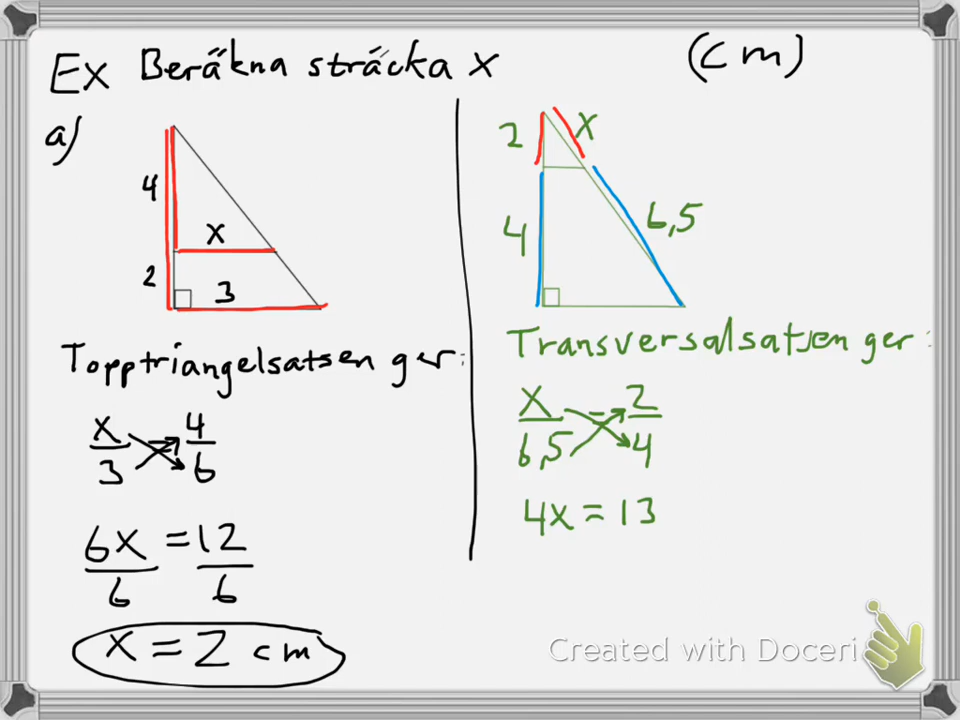 Ex Beräkna sträcka x (cm)
a)
4
x
2
3
Topptriangelsatsen ger:
x/3 = 4/6
6x/6 = 12/6
x = 2 cm
2
x
4
6,5
Transversalsatsen ger:
x/6,5 = 2/4
4x = 13
Created with Doceri